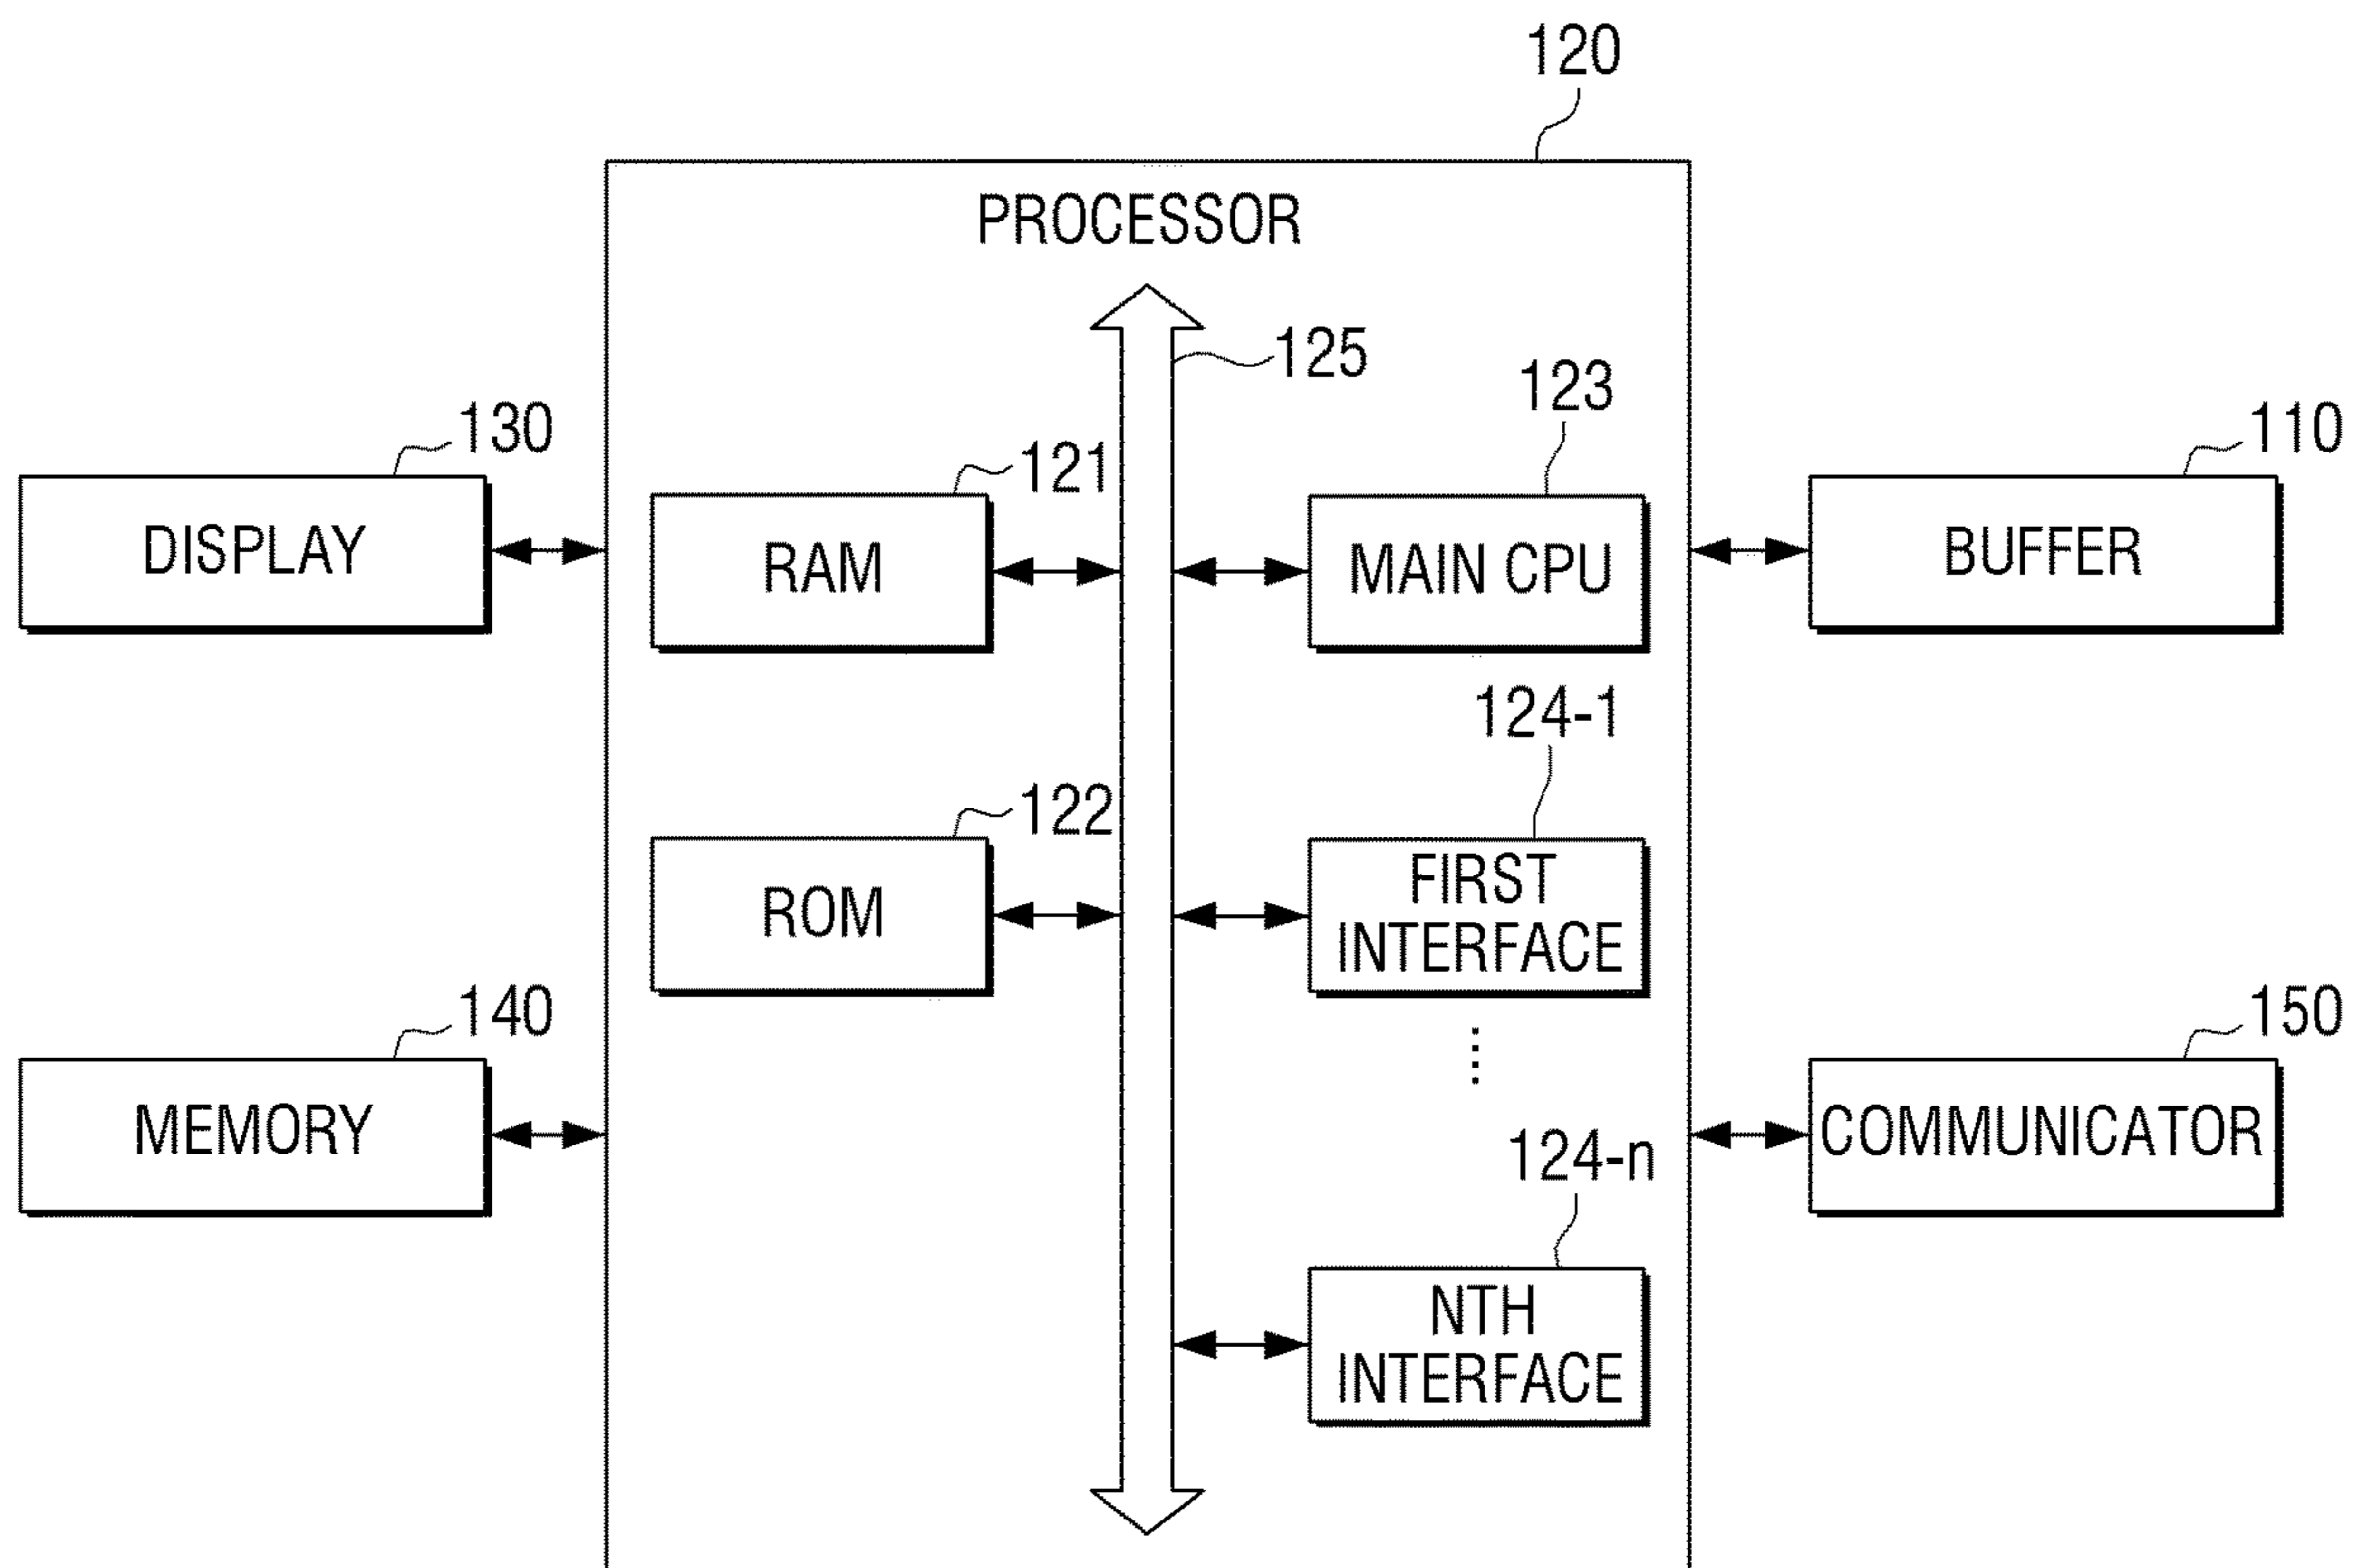 120
PROCESSOR
125
123
130
121
110
DISPLAY
RAM
MAIN CPU
BUFFER
124-1
122
ROM
FIRST
INTERFACE
140
150
MEMORY
COMMUNICATOR
124-n
NTH
INTERFACE